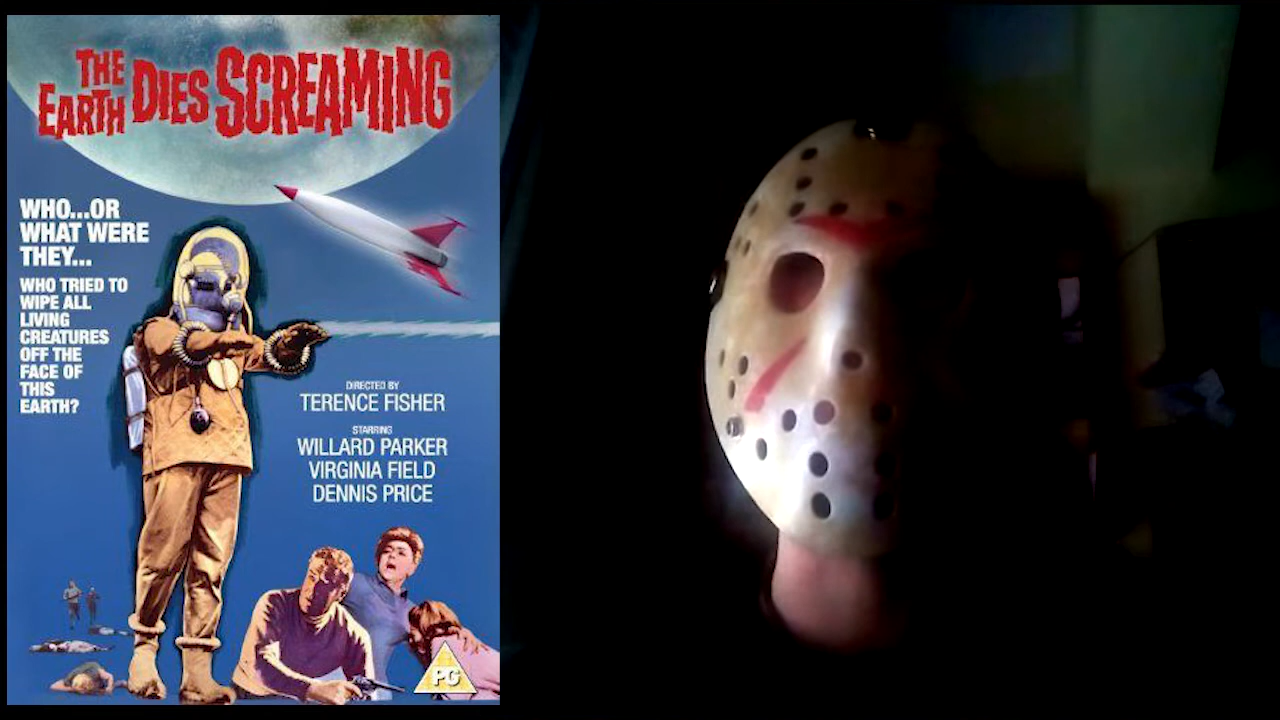 THE
EARTH DIES SCREAMING
WHO...OR
WHAT WERE
THEY...
WHO TRIED TO
WIPE ALL
LIVING
CREATURES
OFF THE
FACE OF
THIS
EARTH?
DIRECTED BY
TERENCE FISHER
STARRING
WILLARD PARKER
VIRGINIA FIELD
DENNIS PRICE
PG